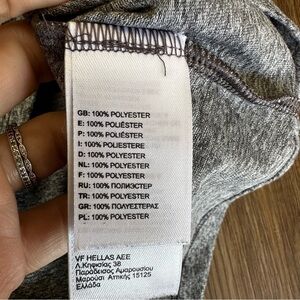 GB: 100% POLYESTER
E: 100% POLIÉSTER
P: 100% POLIÉSTER
I: 100% POLIESTERE
D: 100% POLYESTER
NL: 100% POLYESTER
F: 100% POLYESTER
RU: 100% ПОЛИЭСТЕР
TR: 100% POLYESTER
GR: 100% ΠΟΛΥΕΣΤΕΡΑΣ
PL: 100% POLYESTER
VF HELLAS AEE
Λ.Κηφισίας 38
Παράδεισος Αμαρουσίου
Μαρούσι Αττικής 15125
Ελλάδα